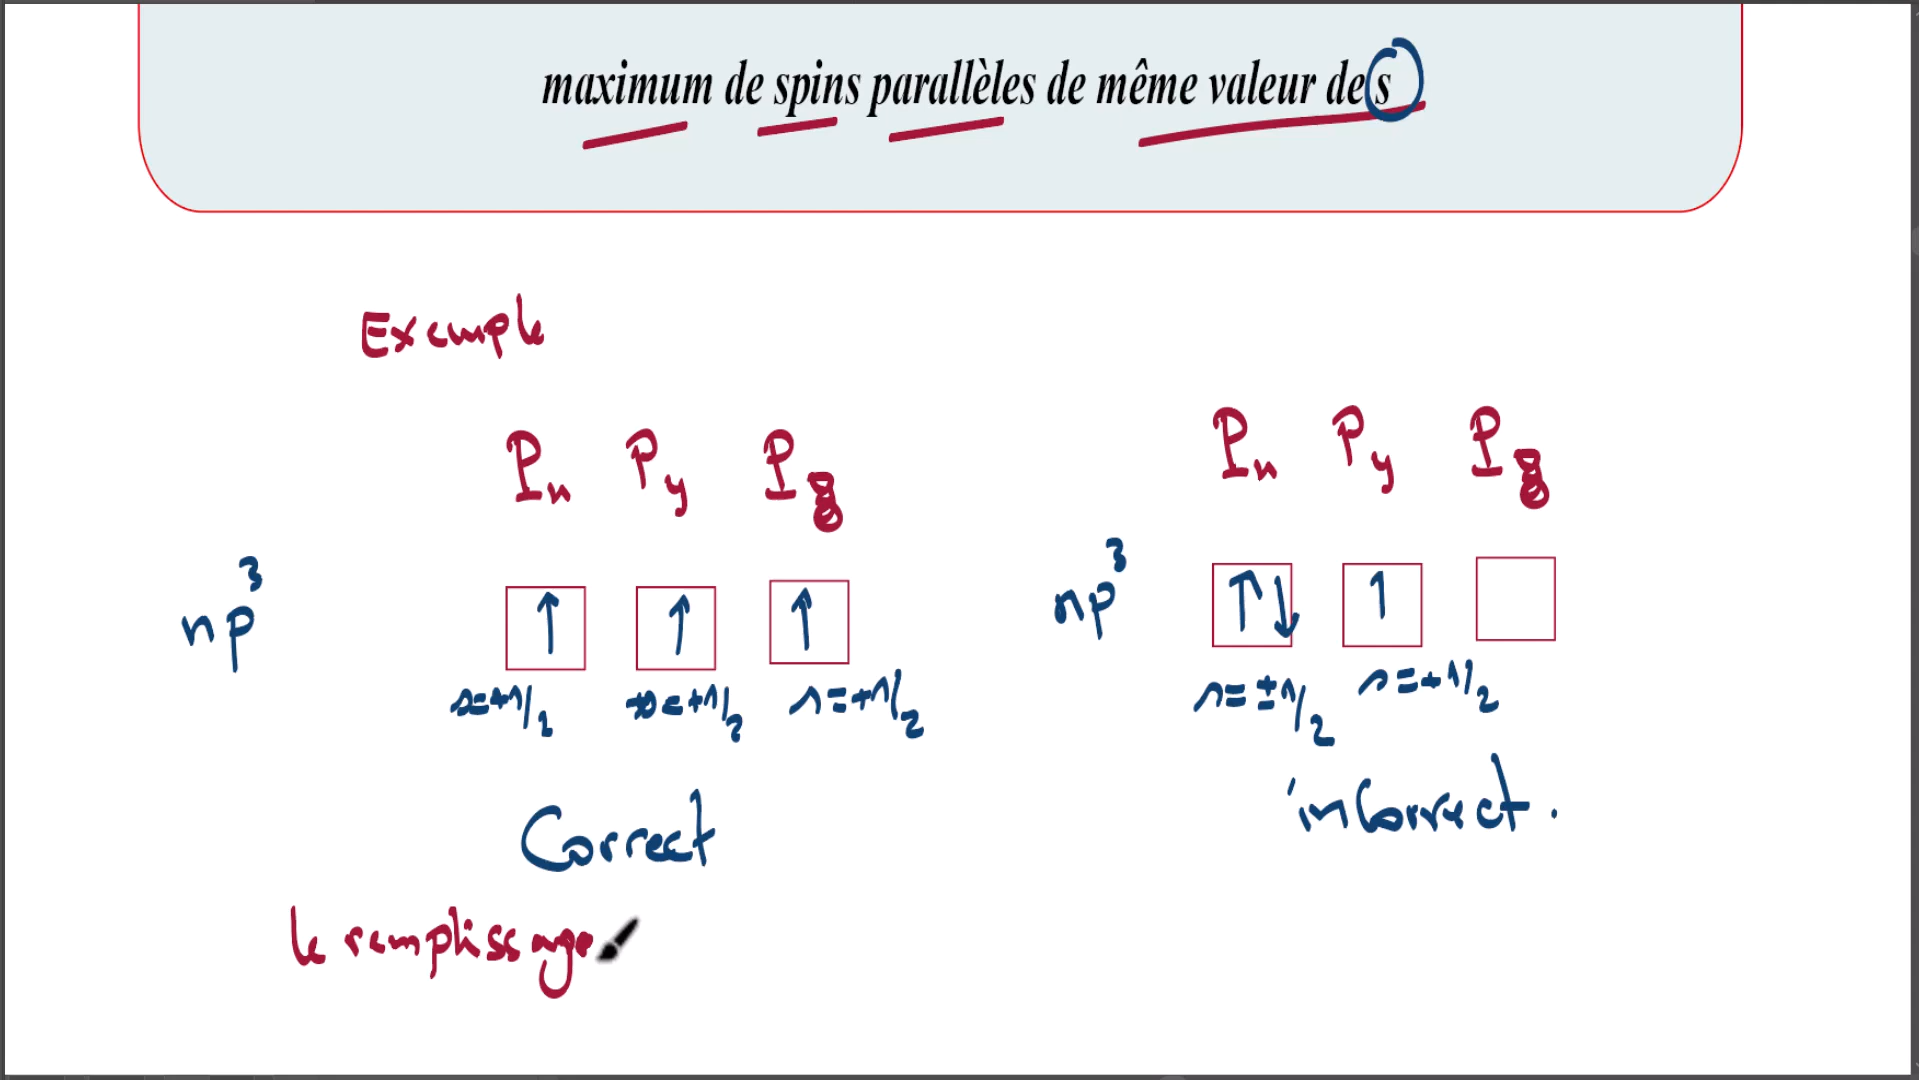 maximum de spins parallèles de même valeur de s
Exemple
Px Py Pz
Px Py Pz
np³ ↑ ↑ ↑
np³ ↑↓ 1
s=+1/2 s=+1/2 s=+1/2
s=±1/2 s=+1/2
Correct
incorrect.
le remplissage